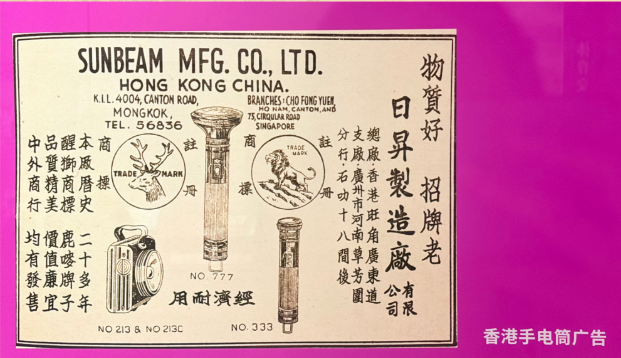 SUNBEAM MFG. CO., LTD.
HONG KONG CHINA.
K.I.L. 4004, CANTON ROAD,
MONGKOK,
TEL. 56836
BRANCHES: CHO FONG YUEN,
HO NAM, CANTON, AND
75, CIRQULAR ROAD
SINGAPORE
物質好 招牌老
日昇製造廠有限公司
總廠·香港旺角廣東道
支廠·廣州市河南草芳圍
分行·石叻十八間後
註冊商標
TRADE MARK
註冊商標
TRADE MARK
本廠曆史二十多年
醒獅商標鹿嘜牌子
品質精美價值廉宜
中外商行均有發售
NO. 777
用耐濟經
NO 213 & NO 213C
NO. 333
香港手电筒广告